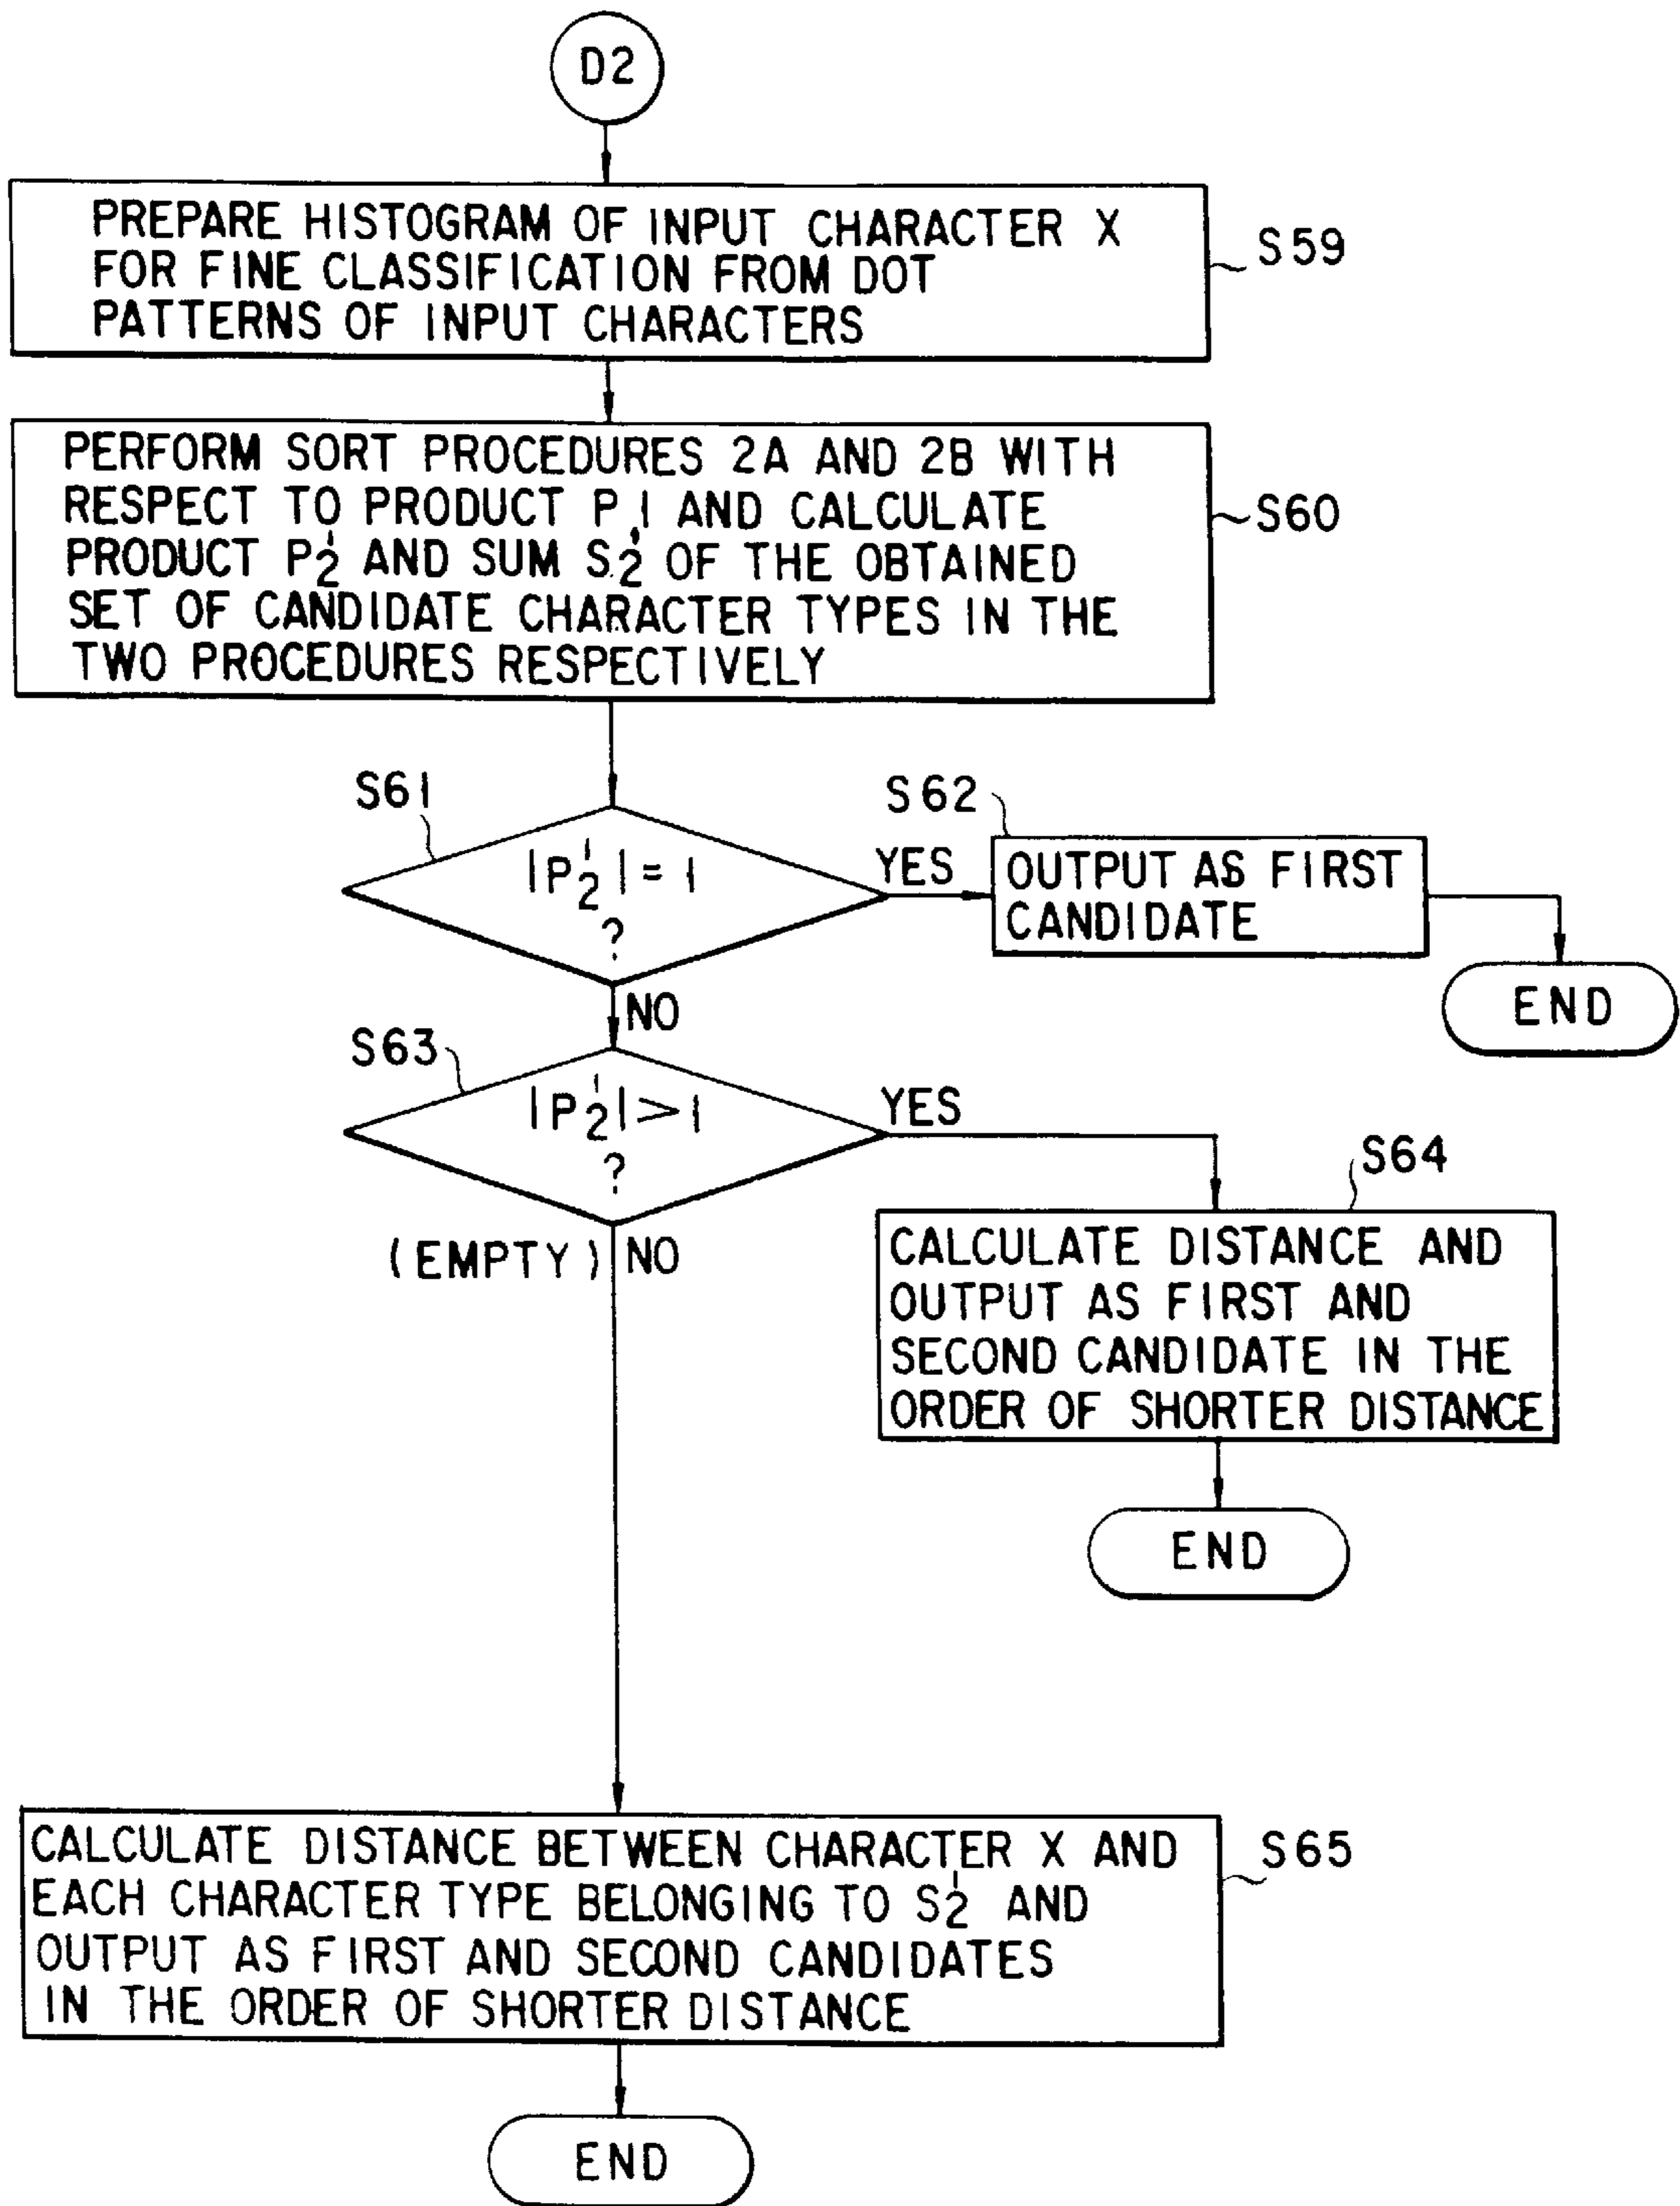 D2
PREPARE HISTOGRAM OF INPUT CHARACTER X
FOR FINE CLASSIFICATION FROM DOT
PATTERNS OF INPUT CHARACTERS
S59
PERFORM SORT PROCEDURES 2A AND 2B WITH
RESPECT TO PRODUCT P,1 AND CALCULATE
PRODUCT P2' AND SUM S2' OF THE OBTAINED
SET OF CANDIDATE CHARACTER TYPES IN THE
TWO PROCEDURES RESPECTIVELY
S60
S61
|P2'| = 1
?
YES
S62
OUTPUT AS FIRST
CANDIDATE
END
NO
S63
|P2'| > 1
?
YES
S64
CALCULATE DISTANCE AND
OUTPUT AS FIRST AND
SECOND CANDIDATE IN THE
ORDER OF SHORTER DISTANCE
END
(EMPTY) NO
CALCULATE DISTANCE BETWEEN CHARACTER X AND
EACH CHARACTER TYPE BELONGING TO S2' AND
OUTPUT AS FIRST AND SECOND CANDIDATES
IN THE ORDER OF SHORTER DISTANCE
S65
END